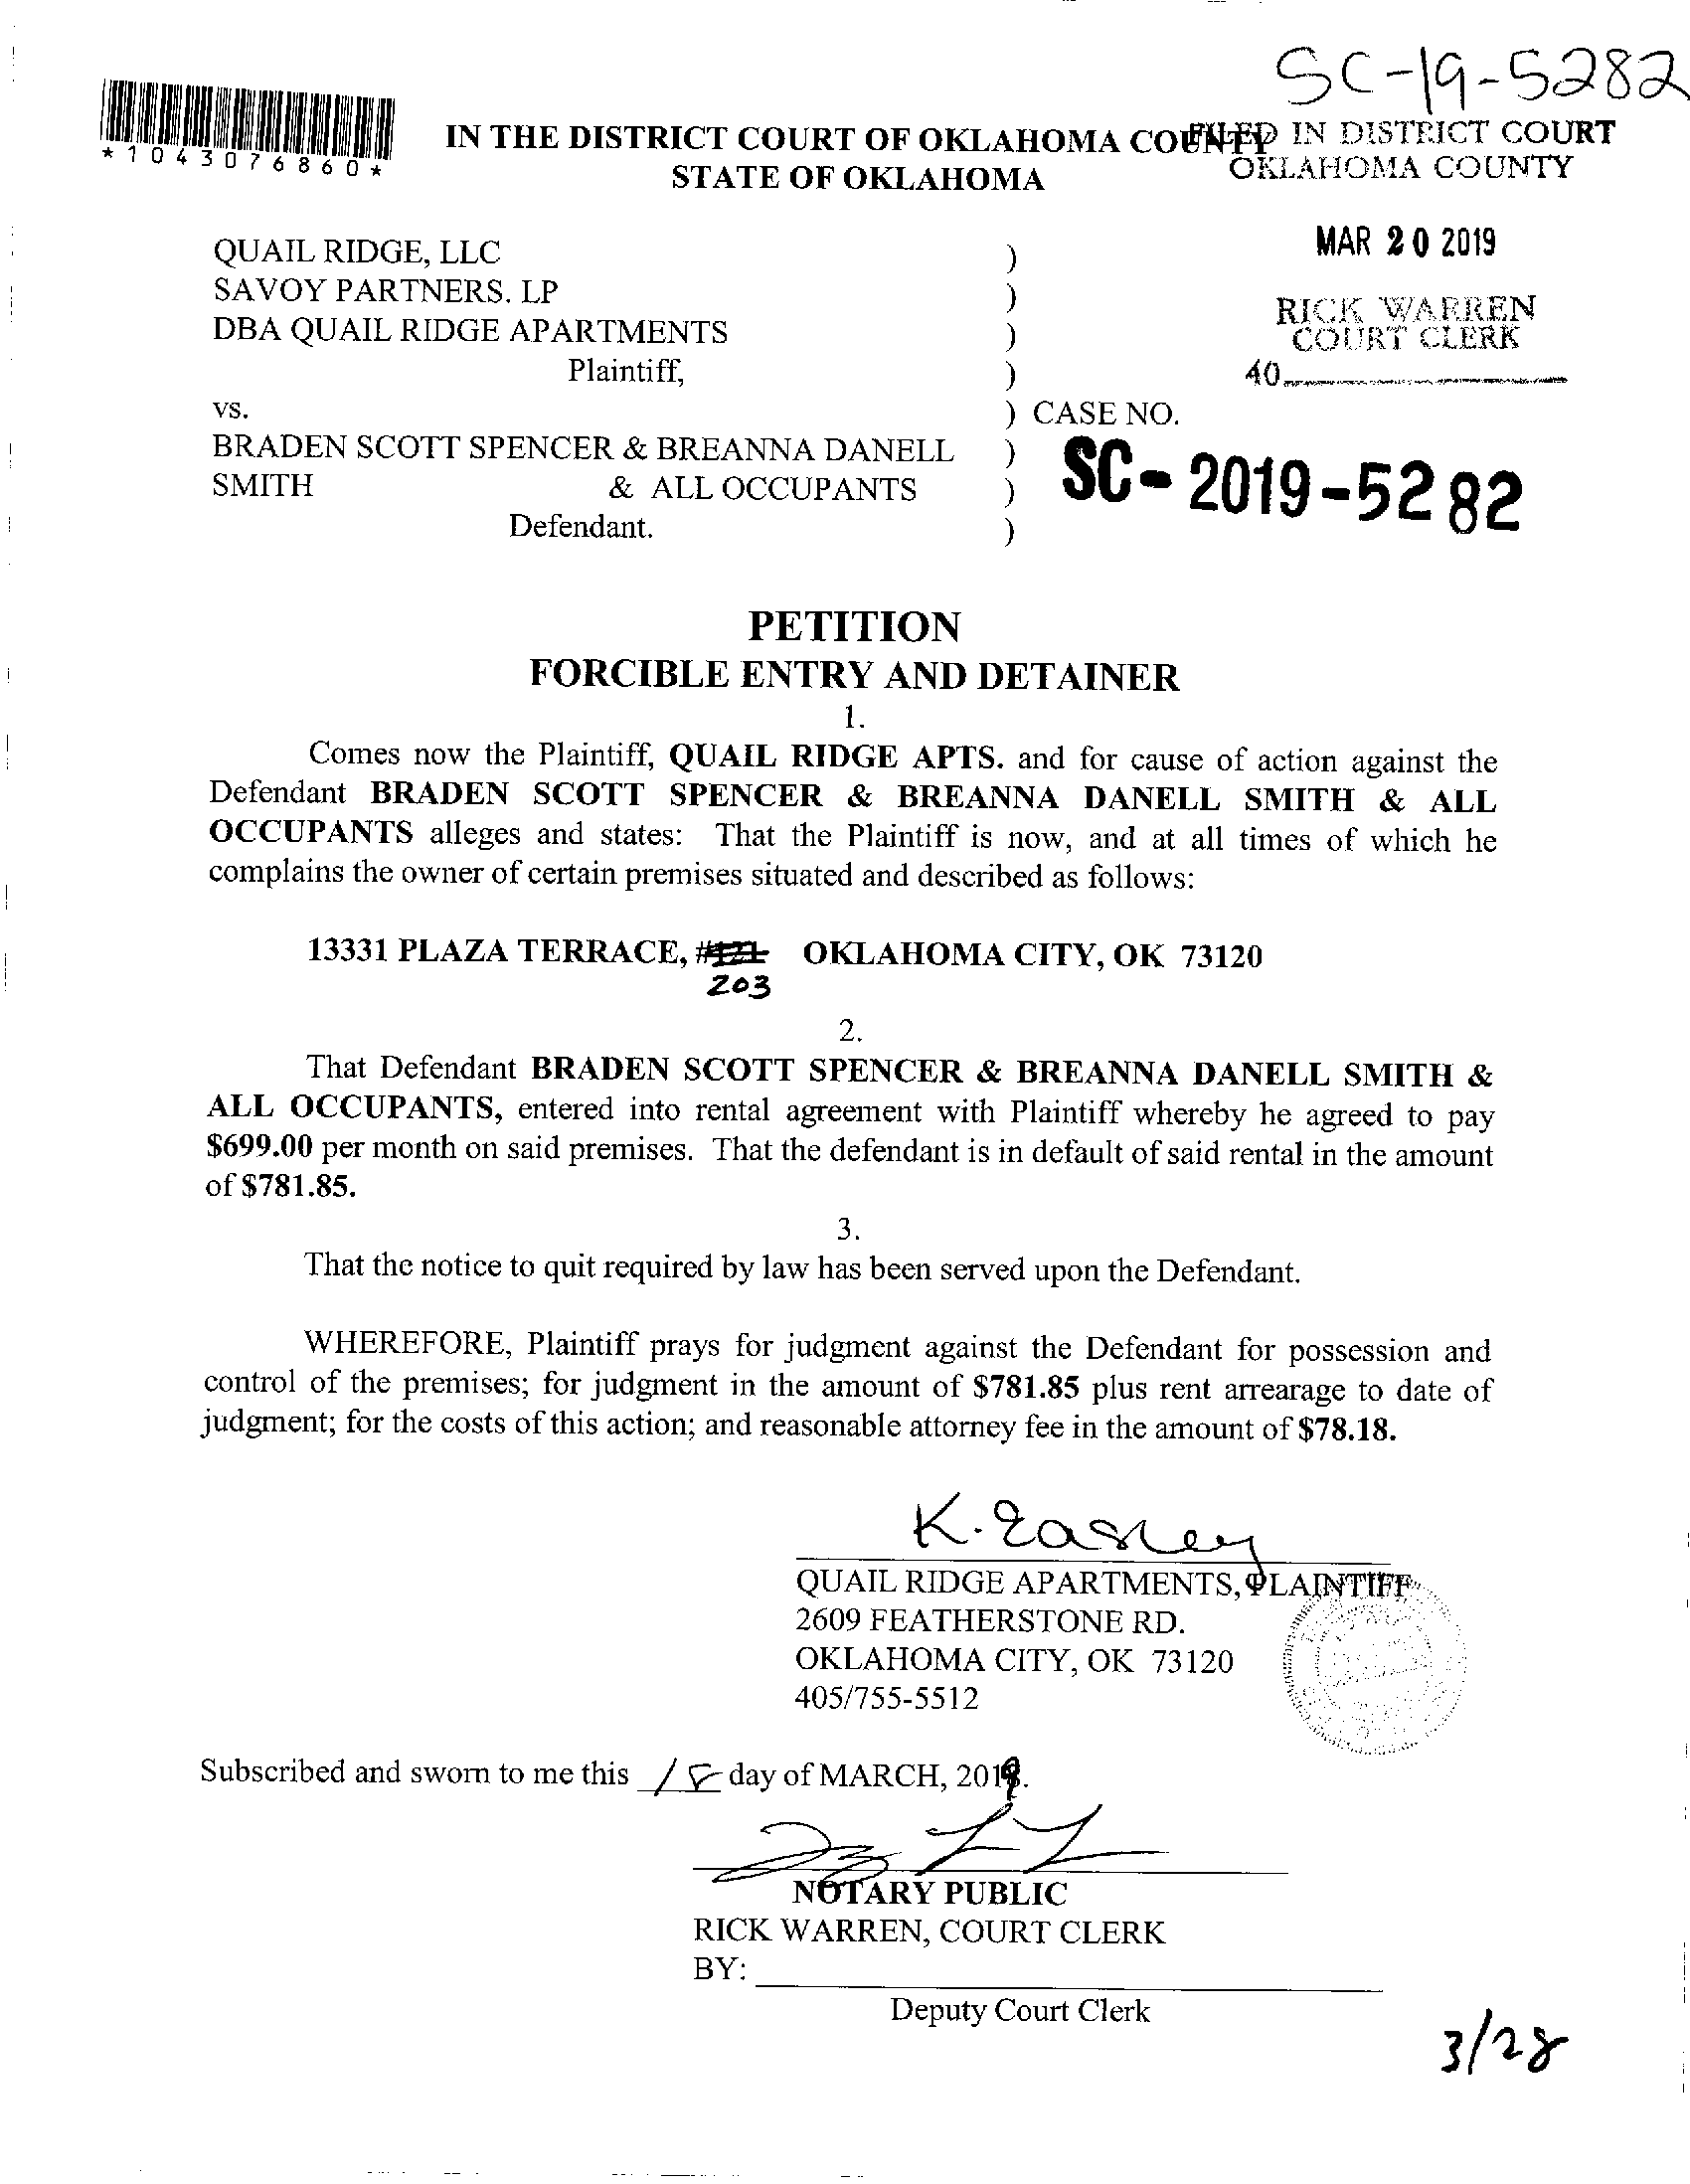 SC-19-5282
*1043076860*
IN THE DISTRICT COURT OF OKLAHOMA COUNTY
STATE OF OKLAHOMA
FILED IN DISTRICT COURT
OKLAHOMA COUNTY
MAR 20 2019
RICK WARREN
COURT CLERK
40
QUAIL RIDGE, LLC )
SAVOY PARTNERS. LP )
DBA QUAIL RIDGE APARTMENTS )
Plaintiff, )
vs. ) CASE NO.
BRADEN SCOTT SPENCER & BREANNA DANELL )
SMITH & ALL OCCUPANTS )
Defendant. )
SC-2019-5282
PETITION
FORCIBLE ENTRY AND DETAINER
1.
Comes now the Plaintiff, QUAIL RIDGE APTS. and for cause of action against the
Defendant BRADEN SCOTT SPENCER & BREANNA DANELL SMITH & ALL
OCCUPANTS alleges and states: That the Plaintiff is now, and at all times of which he
complains the owner of certain premises situated and described as follows:
13331 PLAZA TERRACE, # OKLAHOMA CITY, OK 73120
203
2.
That Defendant BRADEN SCOTT SPENCER & BREANNA DANELL SMITH &
ALL OCCUPANTS, entered into rental agreement with Plaintiff whereby he agreed to pay
$699.00 per month on said premises. That the defendant is in default of said rental in the amount
of $781.85.
3.
That the notice to quit required by law has been served upon the Defendant.
WHEREFORE, Plaintiff prays for judgment against the Defendant for possession and
control of the premises; for judgment in the amount of $781.85 plus rent arrearage to date of
judgment; for the costs of this action; and reasonable attorney fee in the amount of $78.18.
K. Easley
QUAIL RIDGE APARTMENTS, PLAINTIFF
2609 FEATHERSTONE RD.
OKLAHOMA CITY, OK 73120
405/755-5512
Subscribed and sworn to me this day of MARCH, 2019.
NOTARY PUBLIC
RICK WARREN, COURT CLERK
BY:
Deputy Court Clerk
3/28